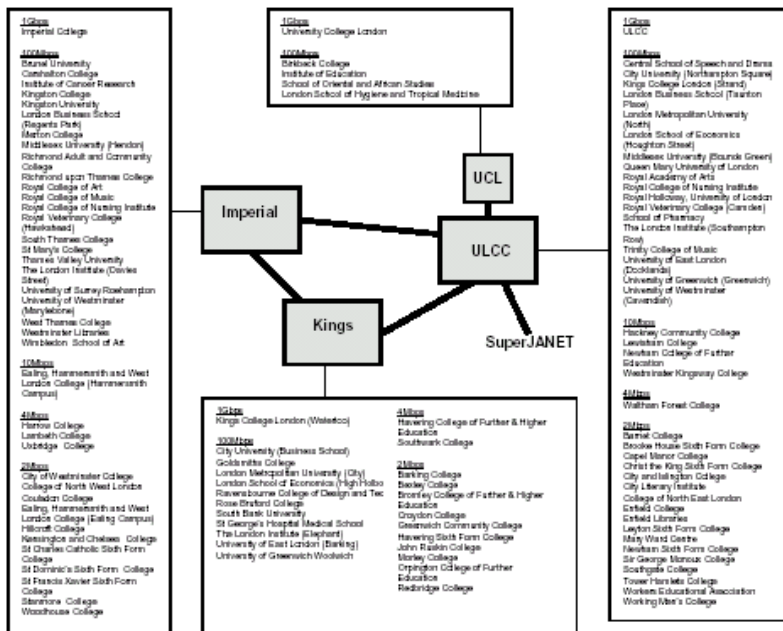 1Gbps
Imperial College
100Mbps
Brunel University
Carshalton College
Institute of Cancer Research
Kingston College
Kingston University
London Business School
(Regents Park)
Merton College
Middlesex University (Hendon)
Richmond Adult and Community
College
Richmond upon Thames College
Royal College of Art
Royal College of Music
Royal College of Nursing Institute
Royal Veterinary College
(Hawkshead)
South Thames College
St Mary's College
Thames Valley University
The London Institute (Davies
Street)
University of Surrey Roehampton
University of Westminster
(Marylebone)
West Thames College
Westminster Libraries
Wimbledon School of Art
10Mbps
Ealing, Hammersmith and West
London College (Hammersmith
Campus)
4Mbps
Harrow College
Lambeth College
Uxbridge College
2Mbps
City of Westminster College
College of North West London
Coulsdon College
Ealing, Hammersmith and West
London College (Ealing Campus)
Hillcroft College
Kensington and Chelsea College
St Charles Catholic Sixth Form
College
St Dominic's Sixth Form College
St Francis Xavier Sixth Form
College
Stanmore College
Woodhouse College
1Gbps
University College London
100Mbps
Birkbeck College
Institute of Education
School of Oriental and African Studies
London School of Hygiene and Tropical Medicine
UCL
Imperial
ULCC
Kings
SuperJANET
1Gbps
Kings College London (Waterloo)
100Mbps
City University (Business School)
Goldsmiths College
London Metropolitan University (City)
London School of Economics (High Holbo
Ravensbourne College of Design and Tec
Rose Bruford College
South Bank University
St George's Hospital Medical School
The London Institute (Elephant)
University of East London (Barking)
University of Greenwich Woolwich
4Mbps
Havering College of Further & Higher
Education
Southwark College
2Mbps
Barking College
Bexley College
Bromley College of Further & Higher
Education
Croydon College
Greenwich Community College
Havering Sixth Form College
John Ruskin College
Morley College
Orpington College of Further
Education
Redbridge College
1Gbps
ULCC
100Mbps
Central School of Speech and Drama
City University (Northampton Square)
Kings College London (Strand)
London Business School (Taunton
Place)
London Metropolitan University
(North)
London School of Economics
(Houghton Street)
Middlesex University (Bounds Green)
Queen Mary University of London
Royal Academy of Arts
Royal College of Nursing Institute
Royal Holloway, University of London
Royal Veterinary College (Camden)
School of Pharmacy
The London Institute (Southampton
Row)
Trinity College of Music
University of East London
(Docklands)
University of Greenwich (Greenwich)
University of Westminster
(Cavendish)
10Mbps
Hackney Community College
Lewisham College
Newham College of Further
Education
Westminster Kingsway College
4Mbps
Waltham Forest College
2Mbps
Barnet College
Brooke House Sixth Form College
Capel Manor College
Christ the King Sixth Form College
City and Islington College
City Literary Institute
College of North East London
Enfield College
Enfield Libraries
Leyton Sixth Form College
Mary Ward Centre
Newham Sixth Form College
Sir George Monoux College
Southgate College
Tower Hamlets College
Workers Educational Association
Working Men's College